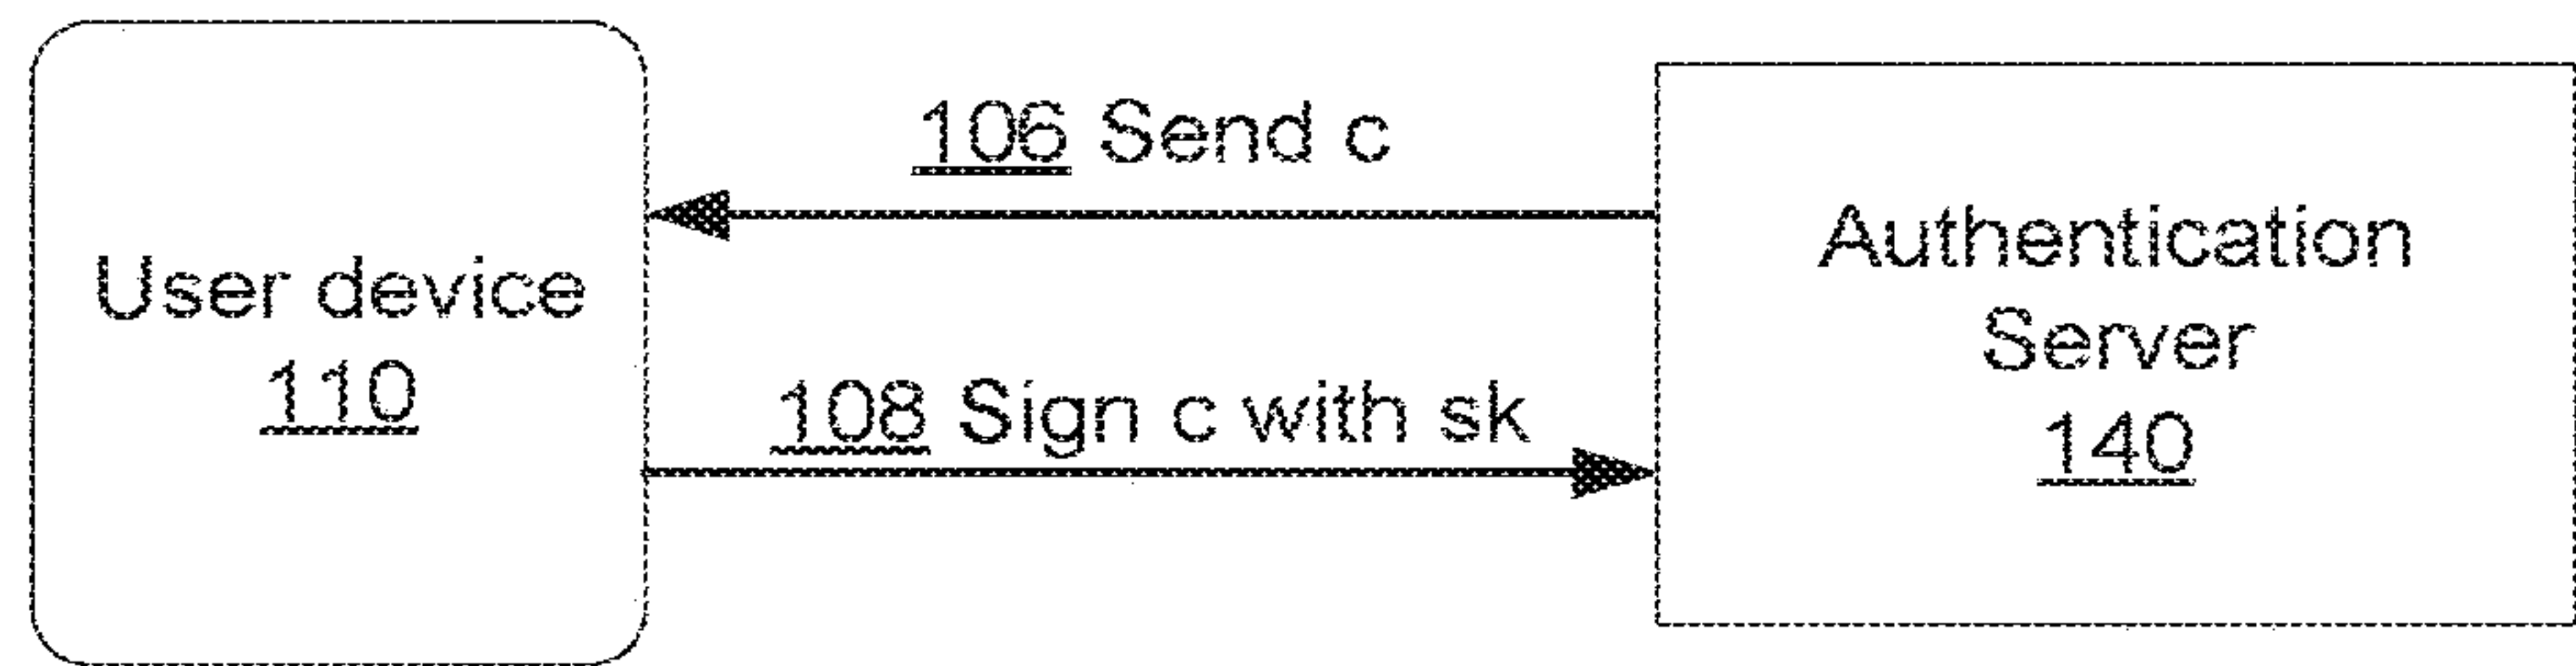 User device
110
106 Send c
108 Sign c with sk
Authentication
Server
140